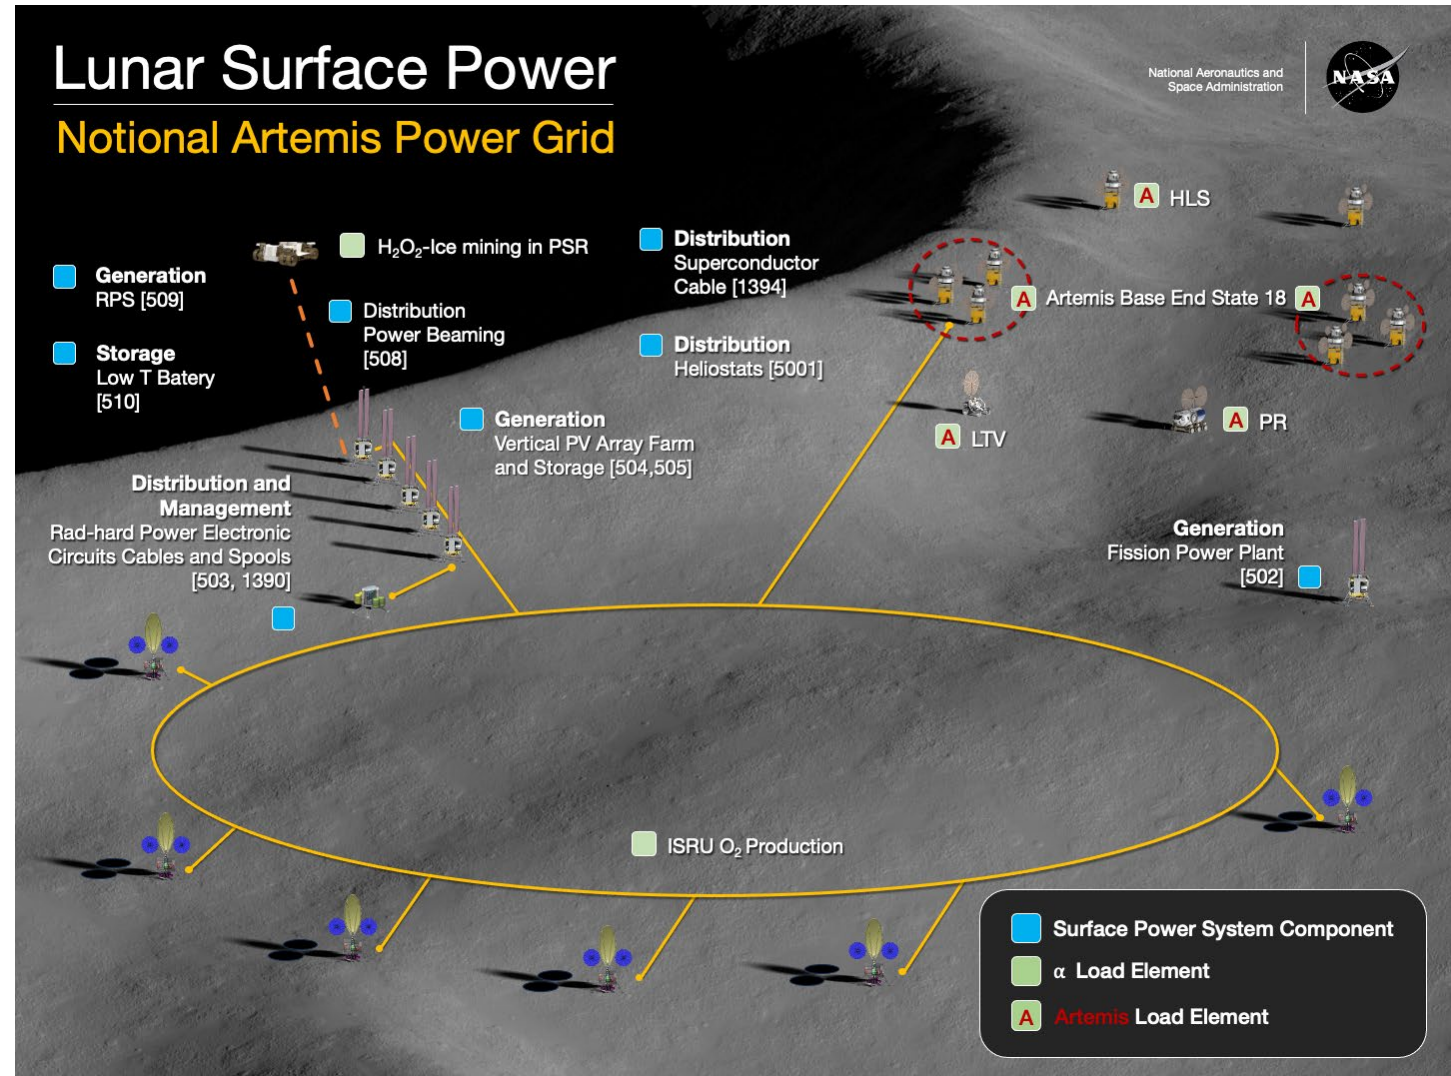 Lunar Surface Power
Notional Artemis Power Grid
National Aeronautics and
Space Administration
NASA
A HLS
H₂O₂-Ice mining in PSR
Distribution
Superconductor
Cable [1394]
Generation
RPS [509]
Distribution
Power Beaming
[508]
A Artemis Base End State 18 A
Storage
Low T Batery
[510]
Distribution
Heliostats [5001]
Generation
Vertical PV Array Farm
and Storage [504,505]
A LTV
A PR
Distribution and
Management
Rad-hard Power Electronic
Circuits Cables and Spools
[503, 1390]
Generation
Fission Power Plant
[502]
ISRU O₂ Production
Surface Power System Component
α Load Element
A Artemis Load Element